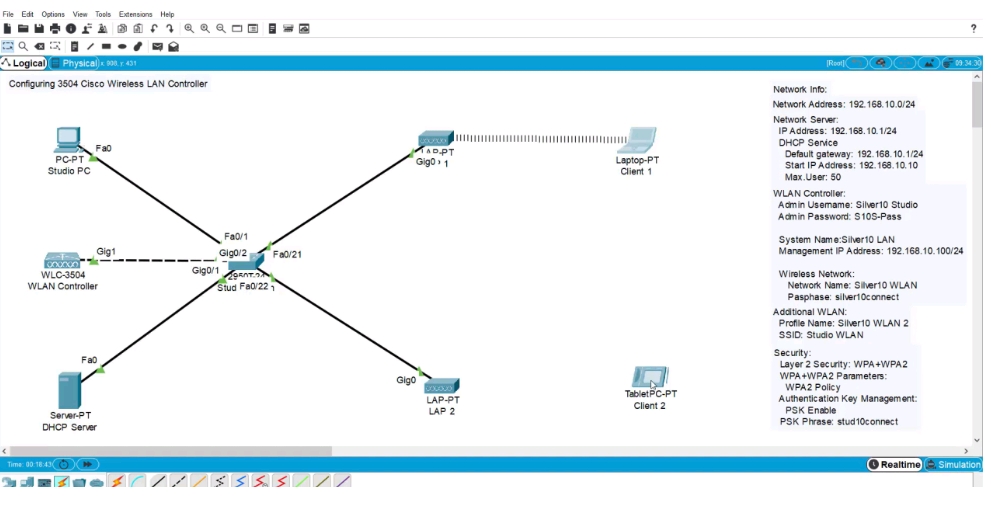 File Edit Options View Tools Extensions Help
?
Logical Physical x: 900, y: 431 [Root] 09:34:30
Configuring 3504 Cisco Wireless LAN Controller
PC-PT
Studio PC
Fa0
WLC-3504
WLAN Controller
Gig1
Fa0/1
Gig0/2
Fa0/21
Gig0/1
2950T-24
Stud
Fa0/22
Fa0
Server-PT
DHCP Server
LAP-PT
Gig0
1
Laptop-PT
Client 1
Gig0
LAP-PT
LAP 2
TabletPC-PT
Client 2
Network Info:
Network Address: 192.168.10.0/24
Network Server:
IP Address: 192.168.10.1/24
DHCP Service
Default gateway: 192.168.10.1/24
Start IP Address: 192.168.10.10
Max.User: 50
WLAN Controller:
Admin Username: Silver10 Studio
Admin Password: S10S-Pass
System Name:Silver10 LAN
Management IP Address: 192.168.10.100/24
Wireless Network:
Network Name: Silver10 WLAN
Pasphase: silver10connect
Additional WLAN:
Profile Name: Silver10 WLAN 2
SSID: Studio WLAN
Security:
Layer 2 Security: WPA+WPA2
WPA+WPA2 Parameters:
WPA2 Policy
Authentication Key Management:
PSK Enable
PSK Phrase: stud10connect
Time: 00:18:43
Realtime Simulation